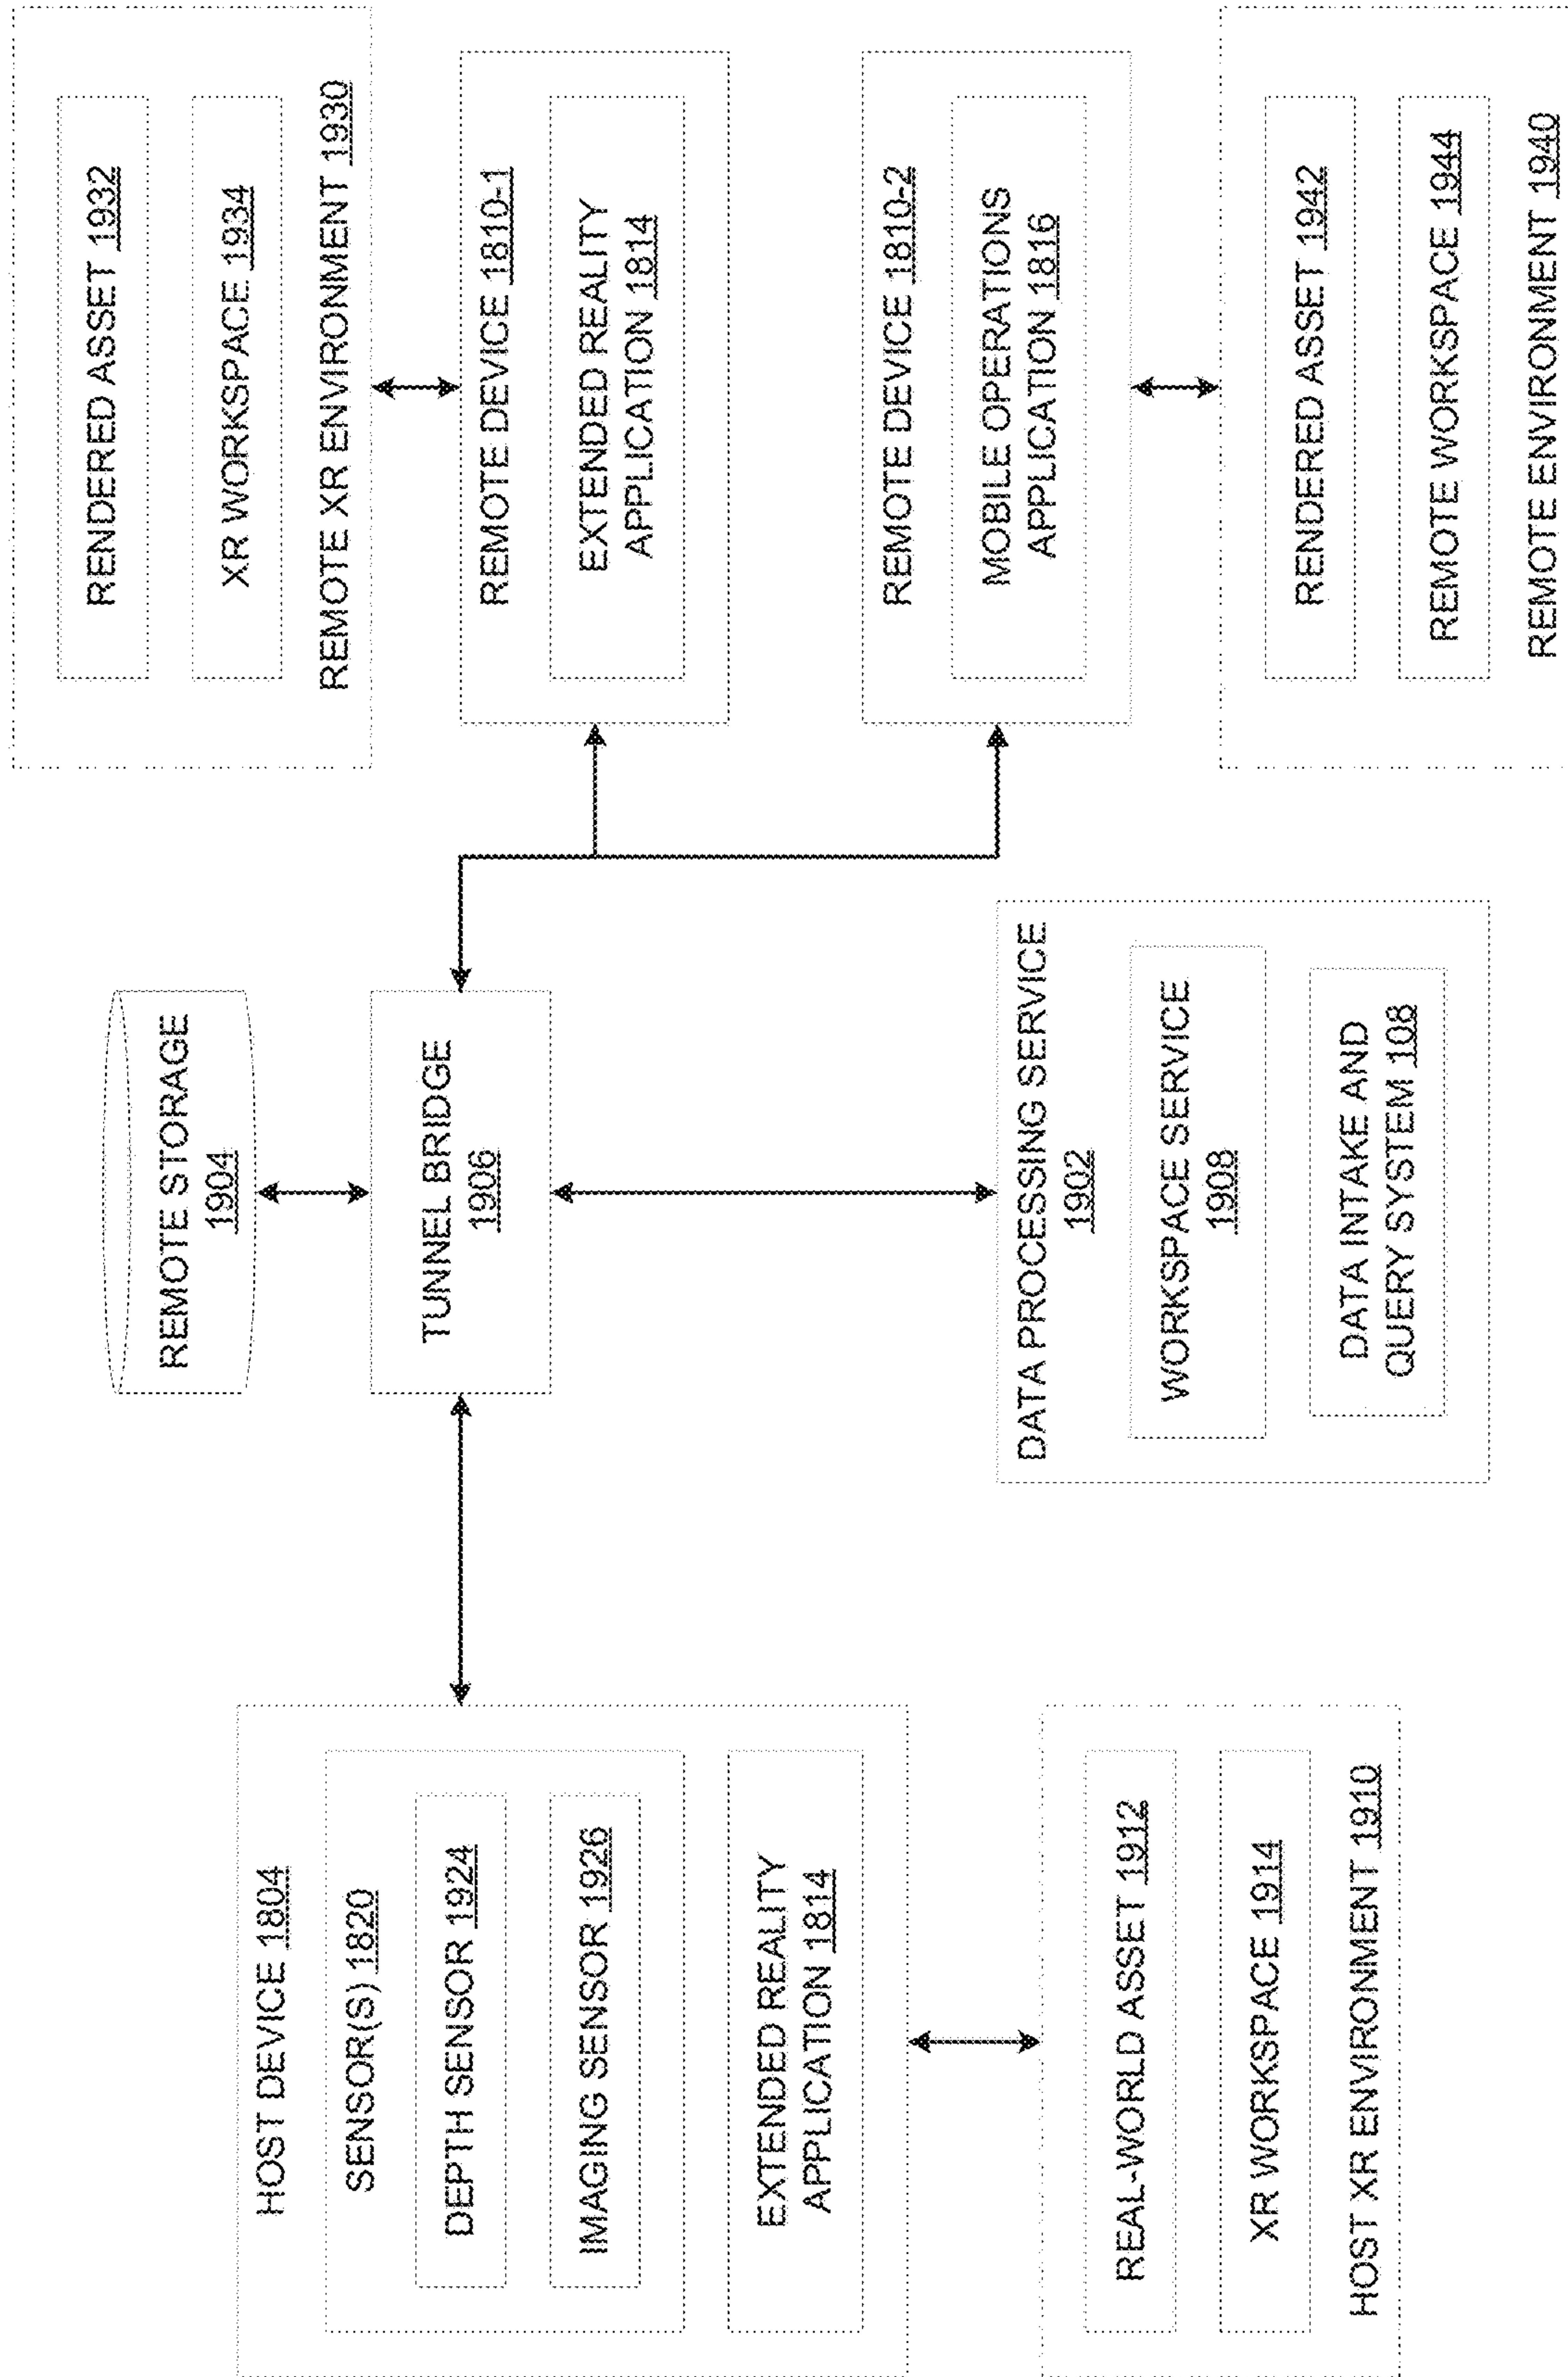 HOST DEVICE 1804
SENSOR(S) 1820
DEPTH SENSOR 1924
IMAGING SENSOR 1926
EXTENDED REALITY
APPLICATION 1814
REAL-WORLD ASSET 1912
XR WORKSPACE 1914
HOST XR ENVIRONMENT 1910
REMOTE STORAGE
1904
TUNNEL BRIDGE
1906
DATA PROCESSING SERVICE
1902
WORKSPACE SERVICE
1908
DATA INTAKE AND
QUERY SYSTEM 108
RENDERED ASSET 1932
XR WORKSPACE 1934
REMOTE XR ENVIRONMENT 1930
REMOTE DEVICE 1810-1
EXTENDED REALITY
APPLICATION 1814
REMOTE DEVICE 1810-2
MOBILE OPERATIONS
APPLICATION 1816
RENDERED ASSET 1942
REMOTE WORKSPACE 1944
REMOTE ENVIRONMENT 1940